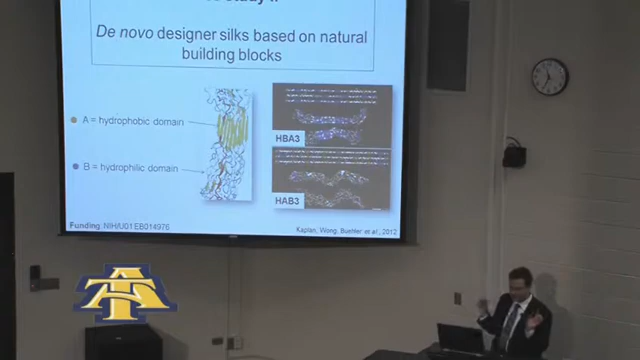 De novo designer silks based on natural
building blocks
A = hydrophobic domain
B = hydrophilic domain
HBA3
HAB3
Funding: NIH/U01 EB014976
Kaplan, Wong, Buehler et al., 2012
AT